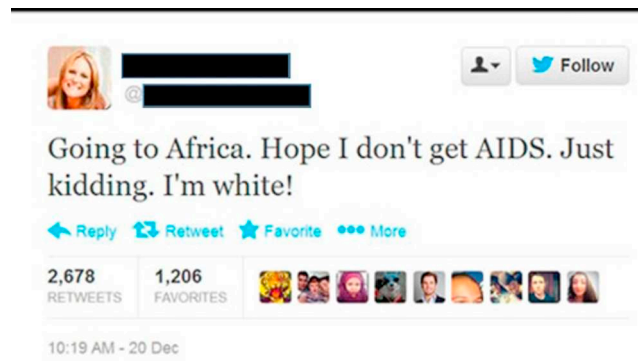 @
Follow
Going to Africa. Hope I don't get AIDS. Just
kidding. I'm white!
Reply Retweet Favorite More
2,678 1,206
RETWEETS FAVORITES
10:19 AM - 20 Dec